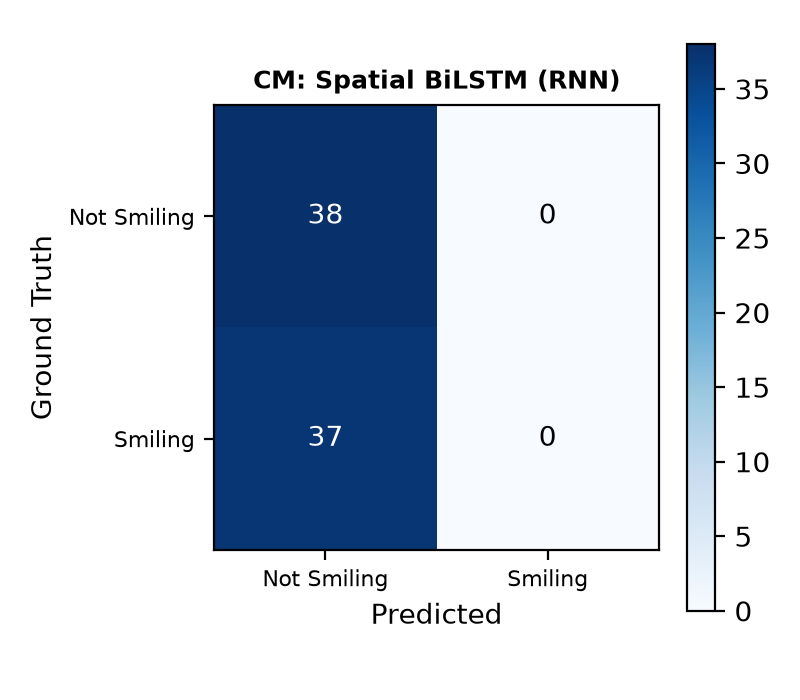 CM: Spatial BiLSTM (RNN)
Ground Truth
Not Smiling
Smiling
38
0
37
0
Not Smiling
Smiling
Predicted
35
30
25
20
15
10
5
0